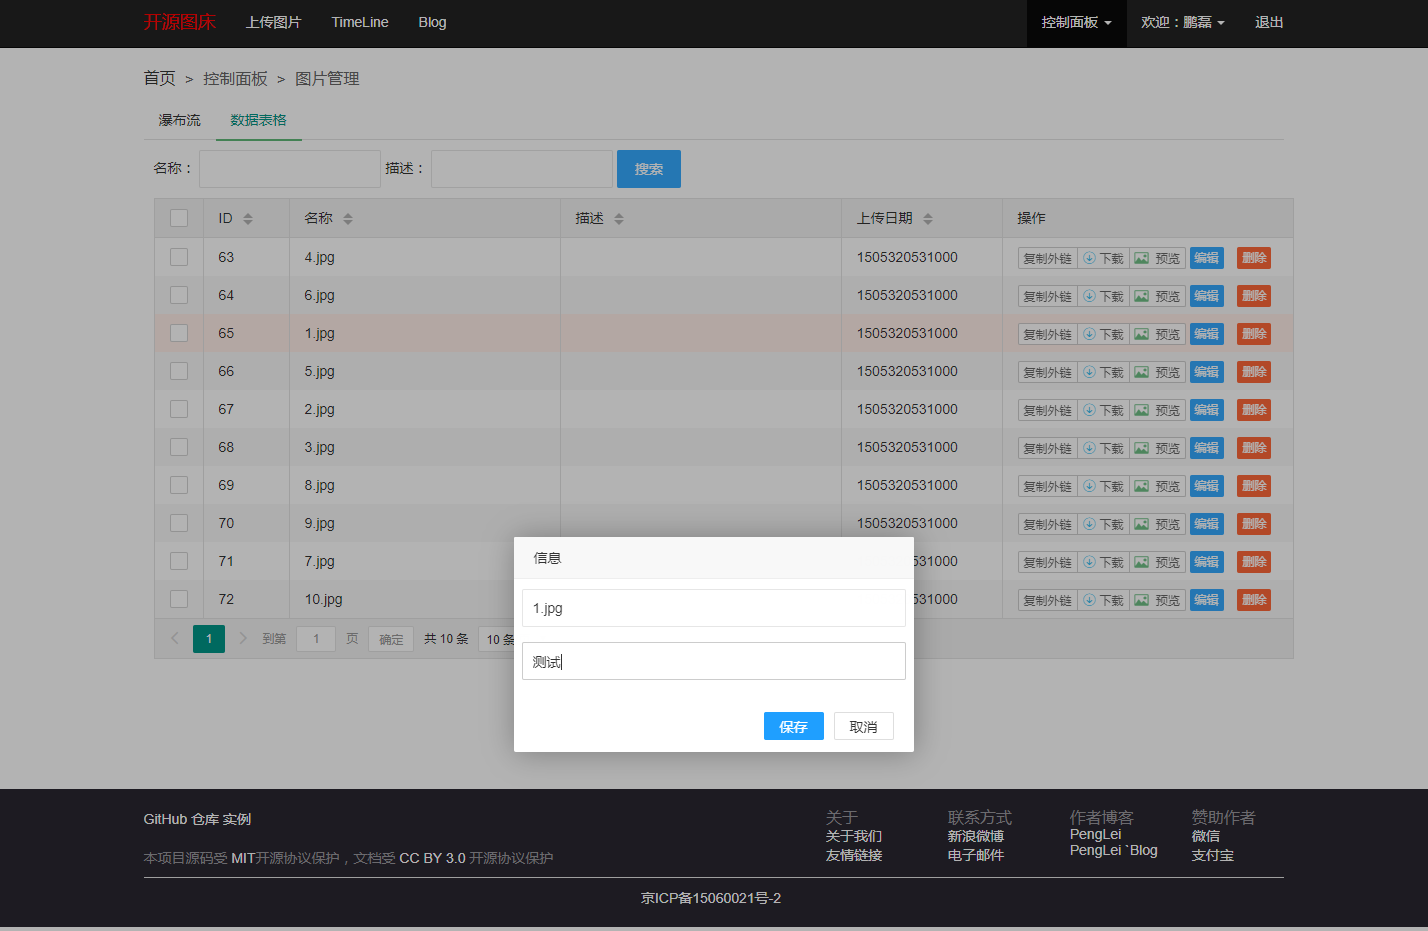 开源图床 上传图片 TimeLine Blog 控制面板 欢迎：鹏磊 退出
首页 > 控制面板 > 图片管理
瀑布流 数据表格
名称： 描述： 搜索
ID 名称 描述 上传日期 操作
63 4.jpg 1505320531000 复制外链 下载 预览 编辑 删除
64 6.jpg 1505320531000 复制外链 下载 预览 编辑 删除
65 1.jpg 1505320531000 复制外链 下载 预览 编辑 删除
66 5.jpg 1505320531000 复制外链 下载 预览 编辑 删除
67 2.jpg 1505320531000 复制外链 下载 预览 编辑 删除
68 3.jpg 1505320531000 复制外链 下载 预览 编辑 删除
69 8.jpg 1505320531000 复制外链 下载 预览 编辑 删除
70 9.jpg 1505320531000 复制外链 下载 预览 编辑 删除
71 7.jpg 531000 复制外链 下载 预览 编辑 删除
72 10.jpg 531000 复制外链 下载 预览 编辑 删除
1 到第 1 页 确定 共 10 条 10 条
信息
1.jpg
测试
保存 取消
GitHub 仓库 实例
本项目源码受 MIT开源协议保护，文档受 CC BY 3.0 开源协议保护
关于
关于我们
友情链接
联系方式
新浪微博
电子邮件
作者博客
PengLei
PengLei `Blog
赞助作者
微信
支付宝
京ICP备15060021号-2